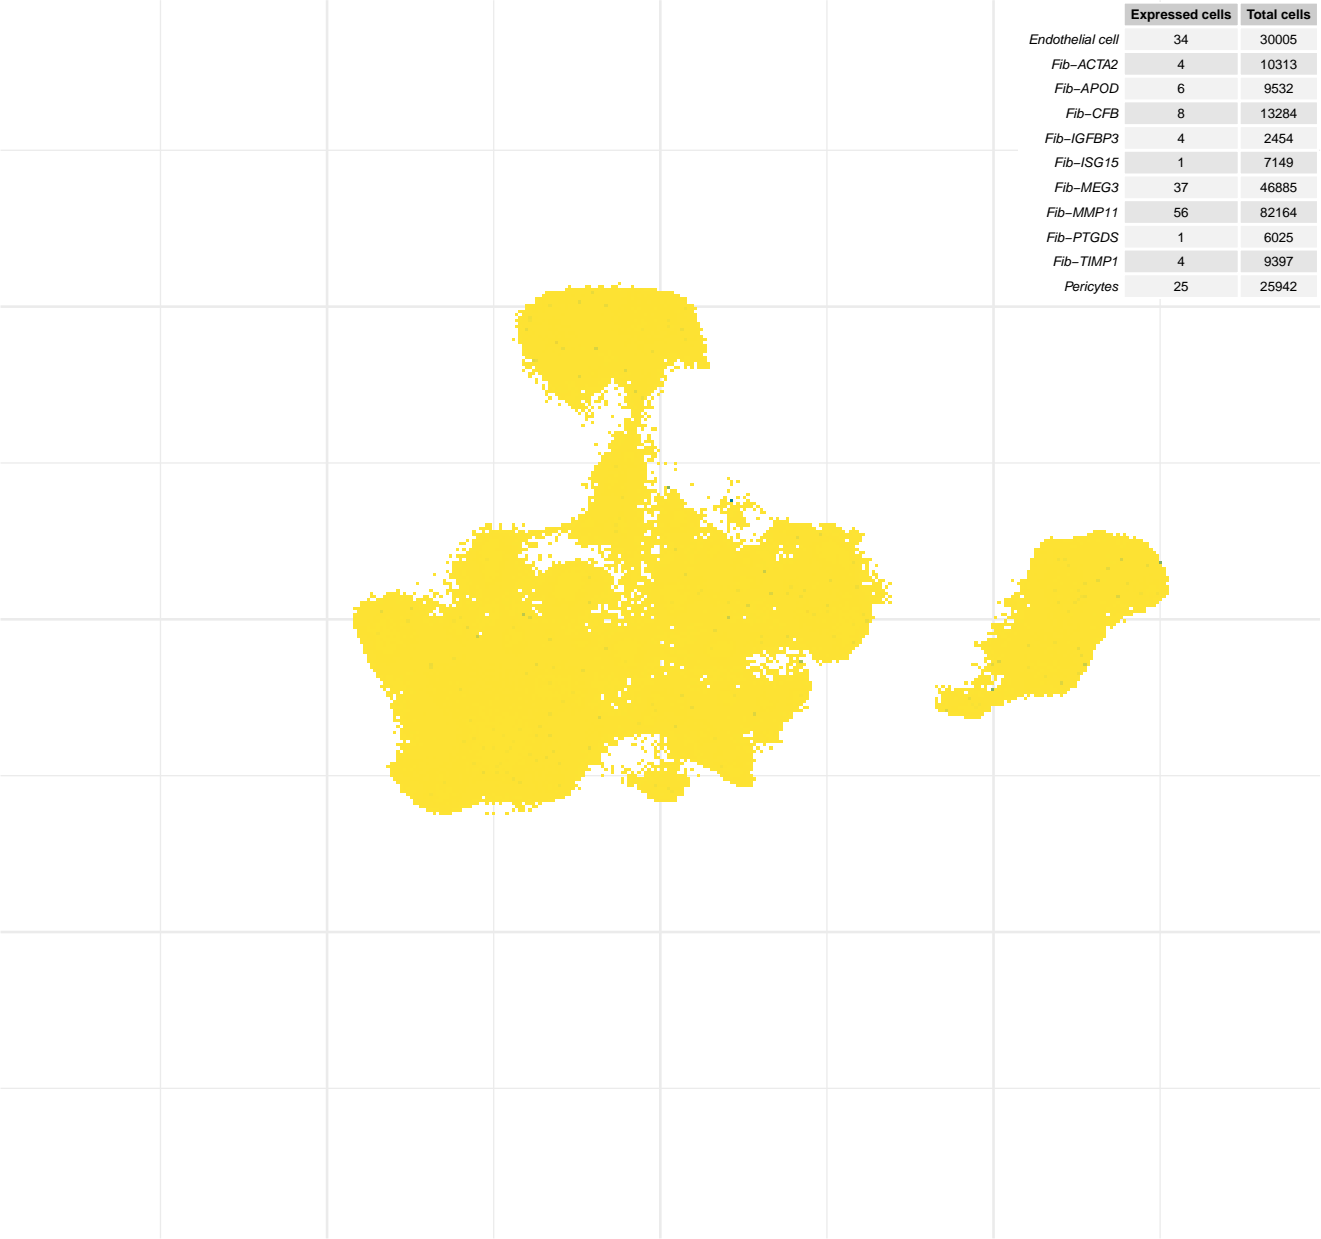 Expressed cells Total cells
Endothelial cell 34 30005
Fib−ACTA2 4 10313
Fib−APOD 6 9532
Fib−CFB 8 13284
Fib−IGFBP3 4 2454
Fib−ISG15 1 7149
Fib−MEG3 37 46885
Fib−MMP11 56 82164
Fib−PTGDS 1 6025
Fib−TIMP1 4 9397
Pericytes 25 25942